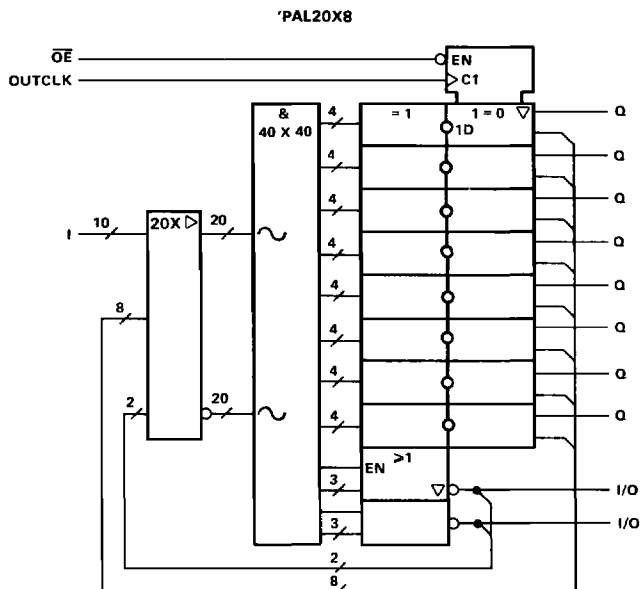 'PAL20X8
OE
EN
OUTCLK
C1
&
40 X 40
4
= 1
1 = 0
1D
Q
4
Q
4
Q
20X
I
10
20
4
Q
4
Q
8
4
Q
4
Q
2
20
4
Q
≥1
EN
3
I/O
3
I/O
2
8